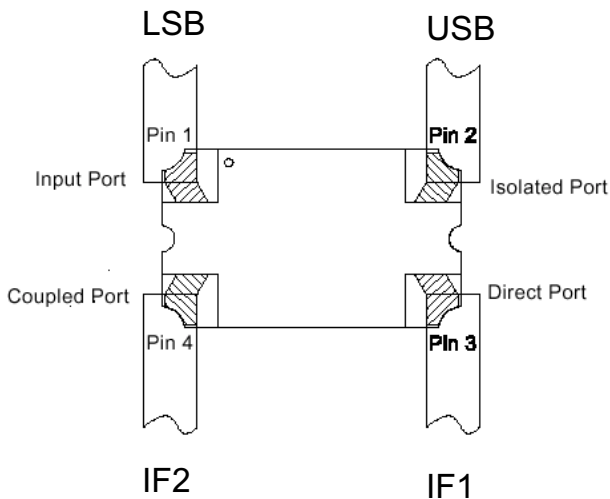 LSB USB
Pin 1 Pin 2
Input Port Isolated Port
Coupled Port Direct Port
Pin 4 Pin 3
IF2 IF1